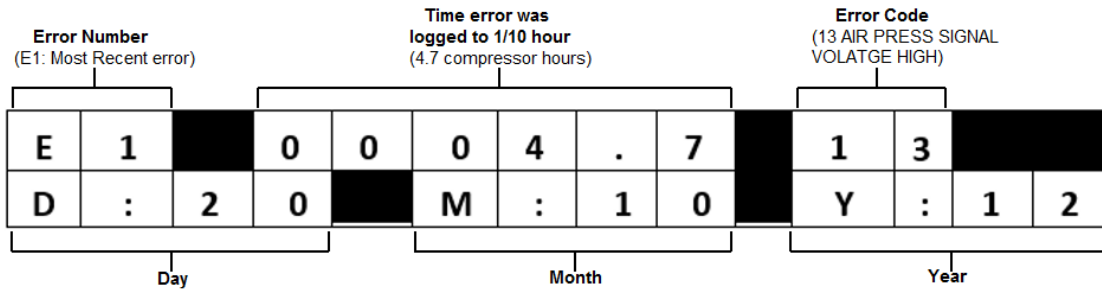 Error Number
(E1: Most Recent error)
Time error was
logged to 1/10 hour
(4.7 compressor hours)
Error Code
(13 AIR PRESS SIGNAL
VOLATGE HIGH)
E 1 0 0 0 4 . 7 1 3
D : 2 0 M : 1 0 Y : 1 2
Day Month Year